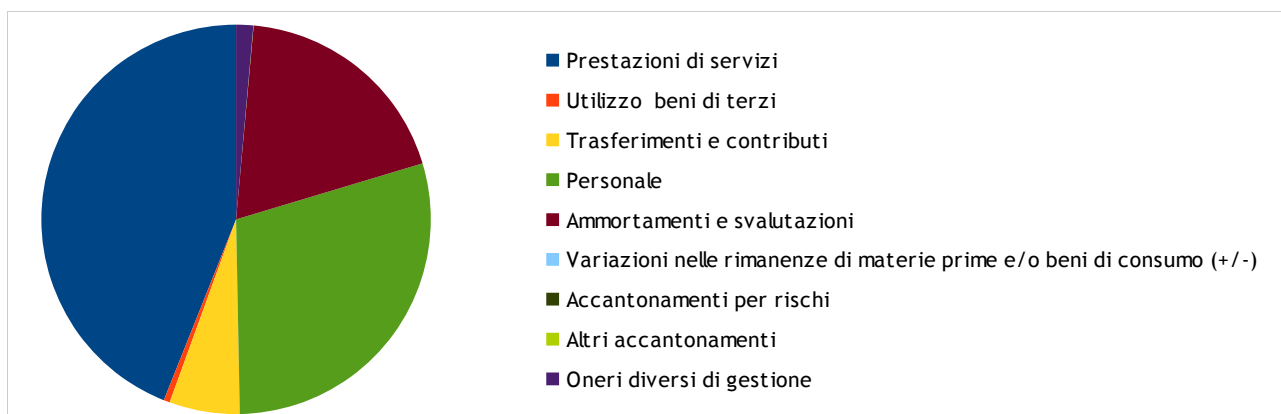 Prestazioni di servizi
Utilizzo beni di terzi
Trasferimenti e contributi
Personale
Ammortamenti e svalutazioni
Variazioni nelle rimanenze di materie prime e/o beni di consumo (+/-)
Accantonamenti per rischi
Altri accantonamenti
Oneri diversi di gestione